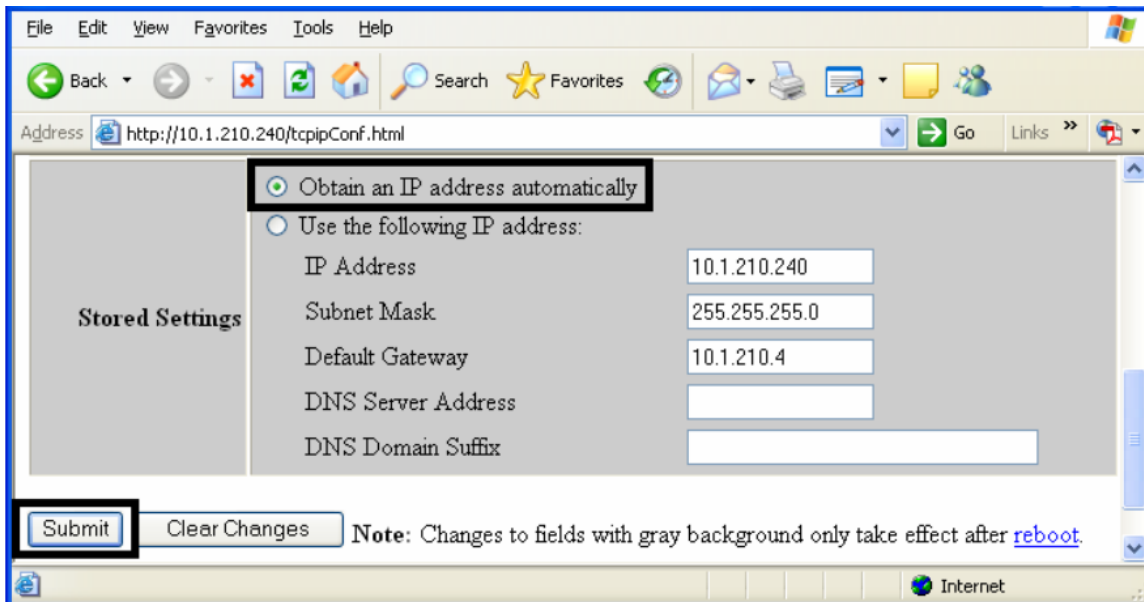 File Edit View Favorites Tools Help
Back Search Favorites
Address http://10.1.210.240/tcpipConf.html Go Links »
Obtain an IP address automatically
Use the following IP address:
IP Address 10.1.210.240
Stored Settings Subnet Mask 255.255.255.0
Default Gateway 10.1.210.4
DNS Server Address
DNS Domain Suffix
Submit Clear Changes Note: Changes to fields with gray background only take effect after reboot.
Internet